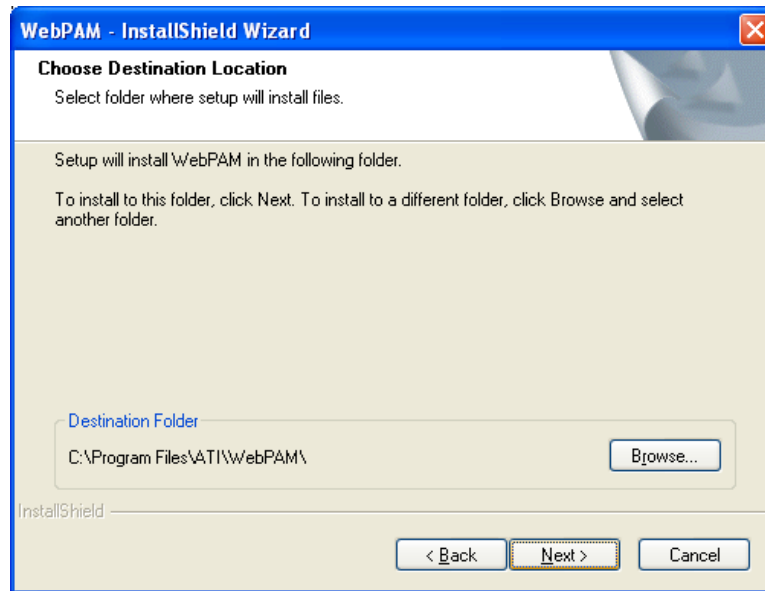 WebPAM - InstallShield Wizard
Choose Destination Location
Select folder where setup will install files.
Setup will install WebPAM in the following folder.
To install to this folder, click Next. To install to a different folder, click Browse and select
another folder.
Destination Folder
C:\Program Files\ATI\WebPAM\
Browse...
InstallShield
< Back
Next >
Cancel